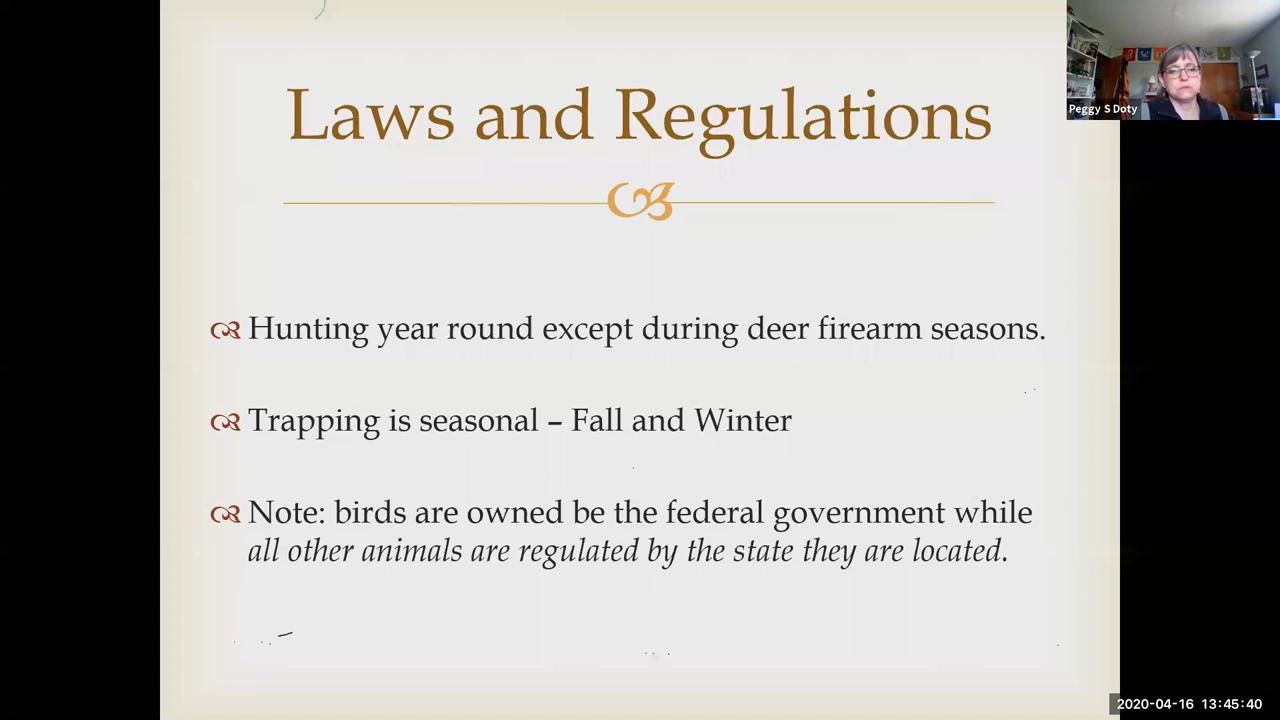 Laws and Regulations
Hunting year round except during deer firearm seasons.
Trapping is seasonal – Fall and Winter
Note: birds are owned be the federal government while
all other animals are regulated by the state they are located.
Peggy S Doty
2020-04-16 13:45:40